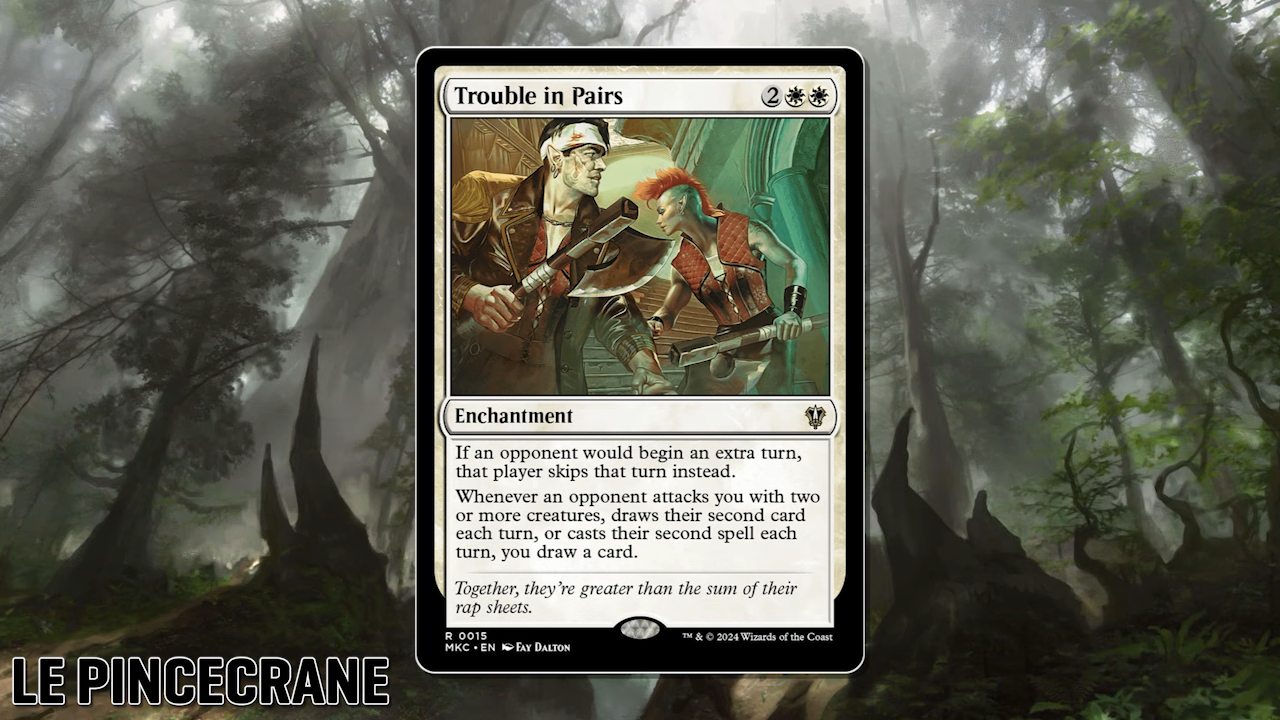 Trouble in Pairs 2
Enchantment
If an opponent would begin an extra turn,
that player skips that turn instead.
Whenever an opponent attacks you with two
or more creatures, draws their second card
each turn, or casts their second spell each
turn, you draw a card.
Together, they're greater than the sum of their
rap sheets.
R 0015
™ & © 2024 Wizards of the Coast
MKC • EN FAY DALTON
LE PINCECRANE